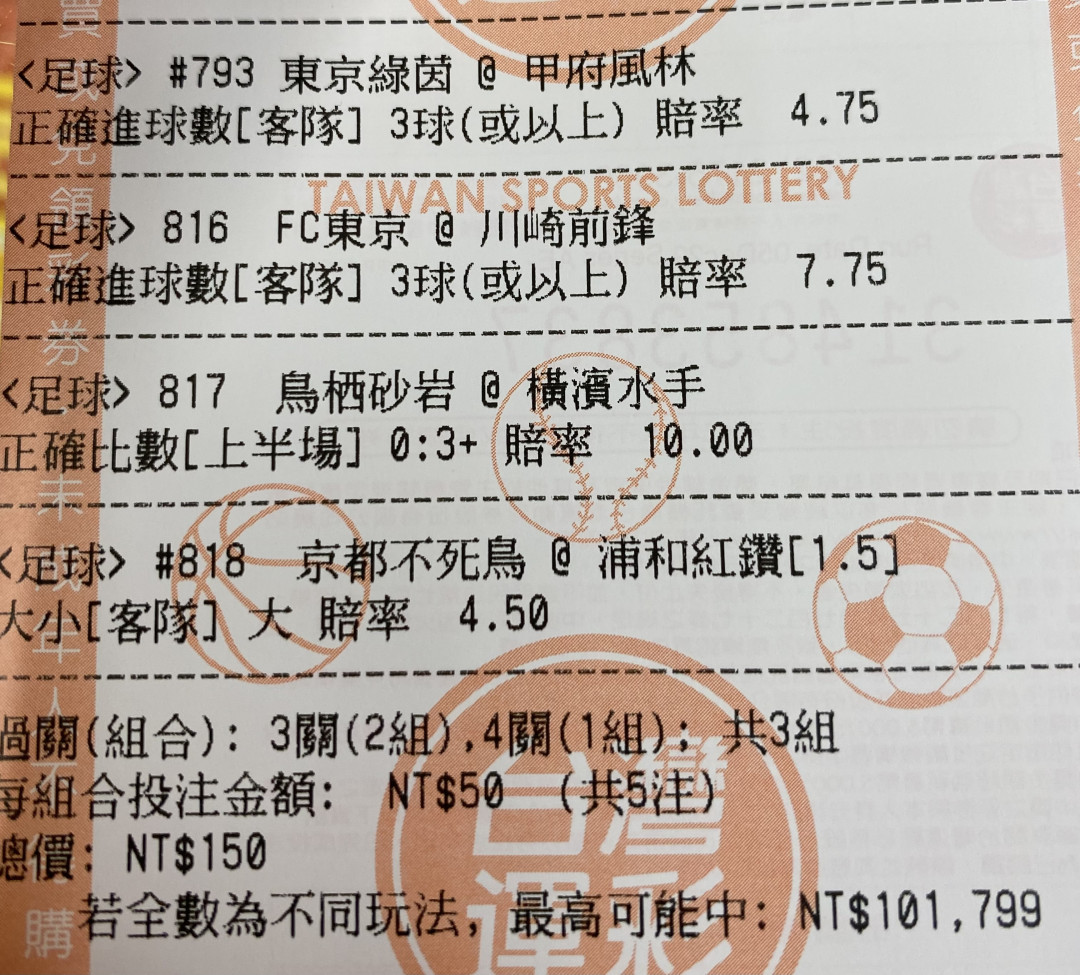 <足球> #793 東京綠茵 @ 甲府風林
正確進球數[客隊] 3球(或以上) 賠率 4.75
TAIWAN SPORTS LOTTERY
<足球> 816 FC東京 @ 川崎前鋒
正確進球數[客隊] 3球(或以上) 賠率 7.75
<足球> 817 鳥栖砂岩 @ 橫濱水手
正確比數[上半場] 0:3+ 賠率 10.00
<足球> #818 京都不死鳥 @ 浦和紅鑽[1.5]
大小[客隊] 大 賠率 4.50
過關(組合): 3關(2組),4關(1組); 共3組
每組合投注金額: NT$50 (共5注)
總價: NT$150
若全數為不同玩法, 最高可能中: NT$101,799
台灣
運彩